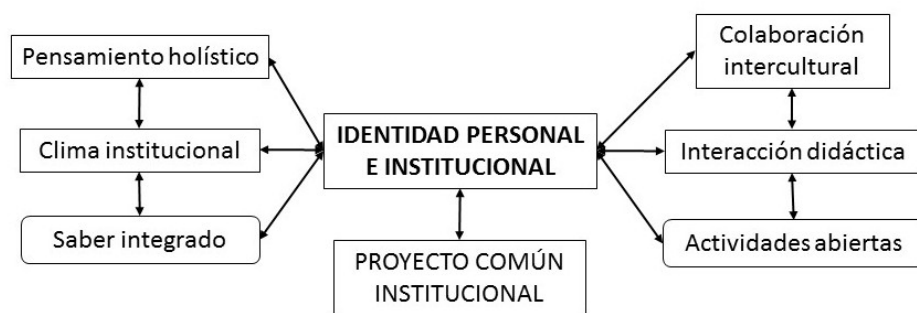 Pensamiento holístico
Clima institucional
Saber integrado
IDENTIDAD PERSONAL
E INSTITUCIONAL
PROYECTO COMÚN
INSTITUCIONAL
Colaboración
intercultural
Interacción didáctica
Actividades abiertas